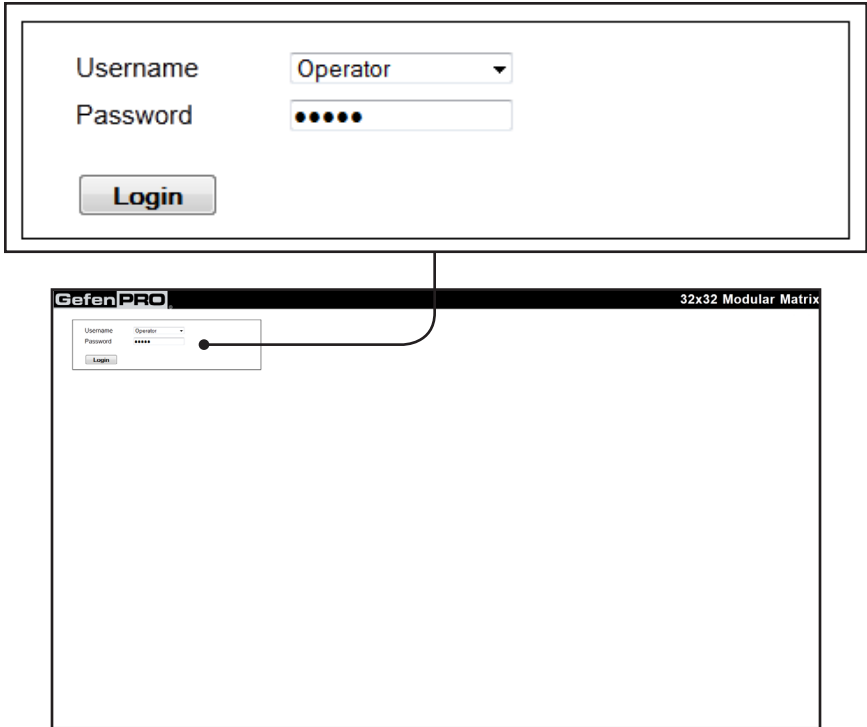 Username Operator
Password •••••
Login
GefenPRO® 32x32 Modular Matrix
Username Operator
Password •••••
Login